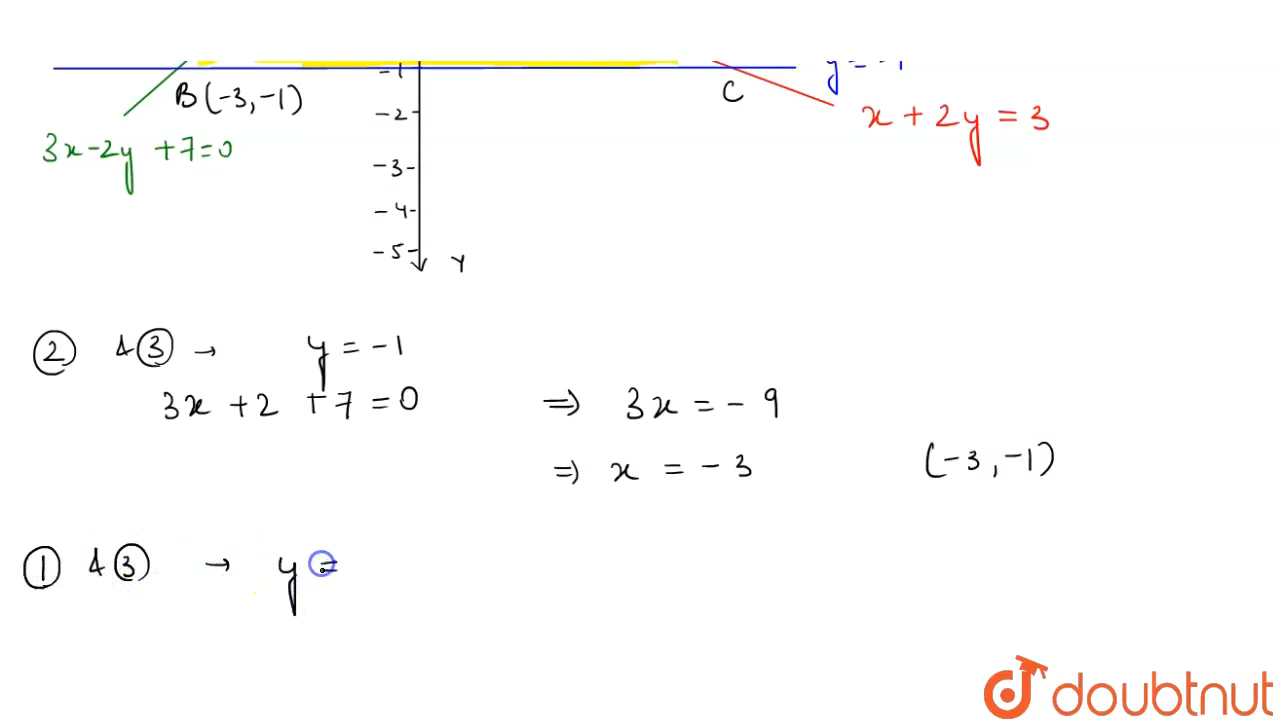 -1
y = -1
B(-3,-1)
C
-2
x + 2y = 3
3x-2y +7=0
-3
-4
-5
Y
② & ③ → y = -1
3x +2 +7 = 0 ⇒ 3x = - 9
⇒ x = - 3 (-3,-1)
① & ③ → y =
doubtnut